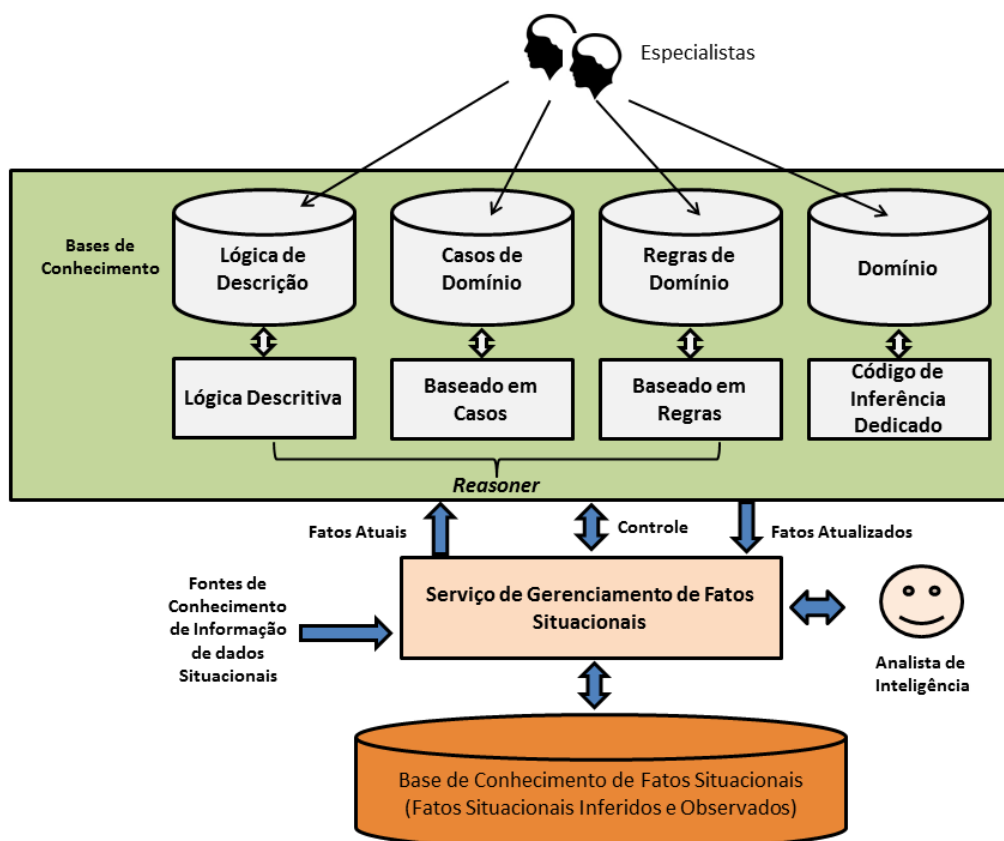 Especialistas
Bases de
Conhecimento
Lógica de
Descrição
Casos de
Domínio
Regras de
Domínio
Domínio
Lógica Descritiva
Baseado em
Casos
Baseado em
Regras
Código de
Inferência
Dedicado
Reasoner
Fatos Atuais
Controle
Fatos Atualizados
Fontes de
Conhecimento
de Informação
de dados
Situacionais
Serviço de Gerenciamento de Fatos
Situacionais
Analista de
Inteligência
Base de Conhecimento de Fatos Situacionais
(Fatos Situacionais Inferidos e Observados)